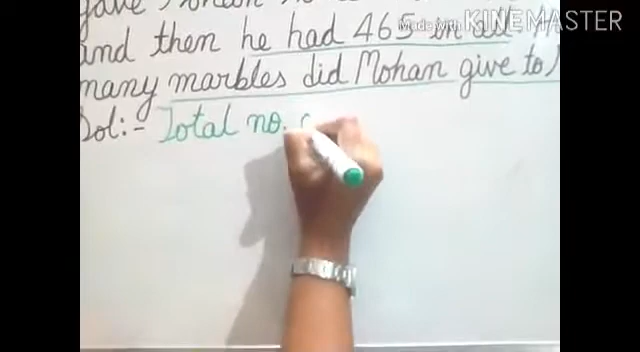 gave
and then he had 465 in all
many marbles did Mohan give to
Sol:- Total no.
Made with KINEMASTER